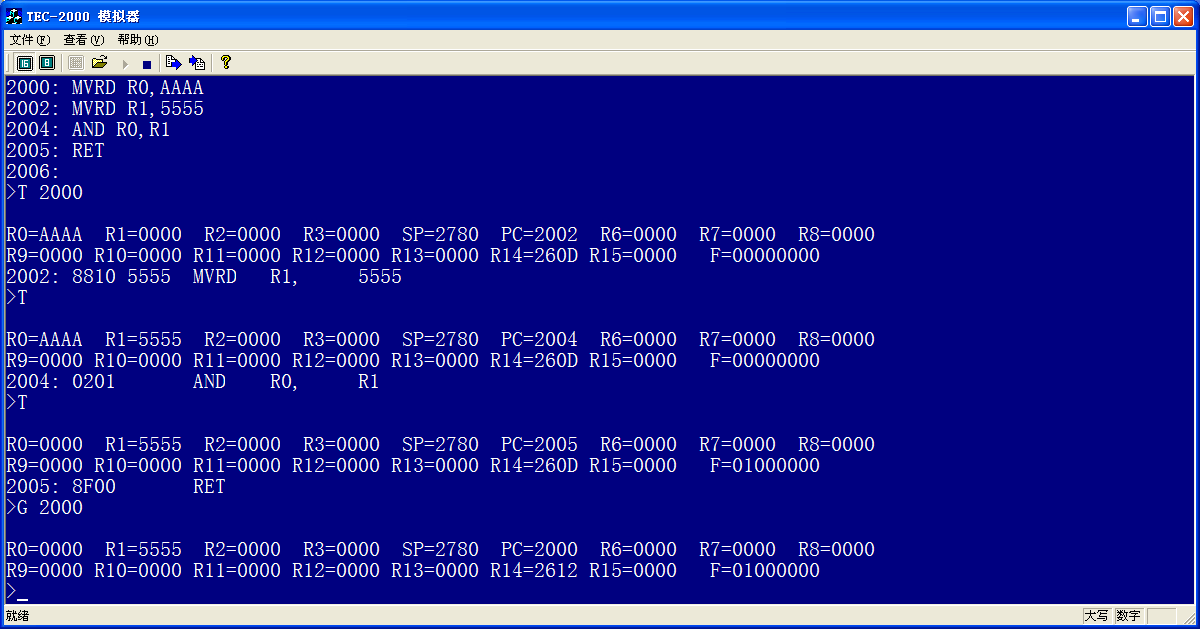 TEC-2000 模拟器
文件(F) 查看(V) 帮助(H)
16 8
2000: MVRD R0,AAAA
2002: MVRD R1,5555
2004: AND R0,R1
2005: RET
2006:
>T 2000
R0=AAAA R1=0000 R2=0000 R3=0000 SP=2780 PC=2002 R6=0000 R7=0000 R8=0000
R9=0000 R10=0000 R11=0000 R12=0000 R13=0000 R14=260D R15=0000 F=00000000
2002: 8810 5555 MVRD R1, 5555
>T
R0=AAAA R1=5555 R2=0000 R3=0000 SP=2780 PC=2004 R6=0000 R7=0000 R8=0000
R9=0000 R10=0000 R11=0000 R12=0000 R13=0000 R14=260D R15=0000 F=00000000
2004: 0201 AND R0, R1
>T
R0=0000 R1=5555 R2=0000 R3=0000 SP=2780 PC=2005 R6=0000 R7=0000 R8=0000
R9=0000 R10=0000 R11=0000 R12=0000 R13=0000 R14=260D R15=0000 F=01000000
2005: 8F00 RET
>G 2000
R0=0000 R1=5555 R2=0000 R3=0000 SP=2780 PC=2000 R6=0000 R7=0000 R8=0000
R9=0000 R10=0000 R11=0000 R12=0000 R13=0000 R14=2612 R15=0000 F=01000000
>_
就绪 大写 数字